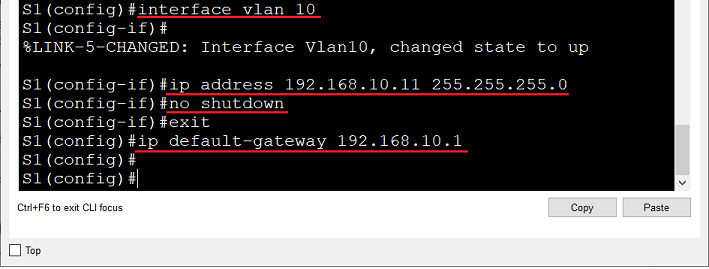 S1(config)#interface vlan 10
S1(config-if)#
%LINK-5-CHANGED: Interface Vlan10, changed state to up
S1(config-if)#ip address 192.168.10.11 255.255.255.0
S1(config-if)#no shutdown
S1(config-if)#exit
S1(config)#ip default-gateway 192.168.10.1
S1(config)#
S1(config)#
Ctrl+F6 to exit CLI focus
Copy
Paste
Top